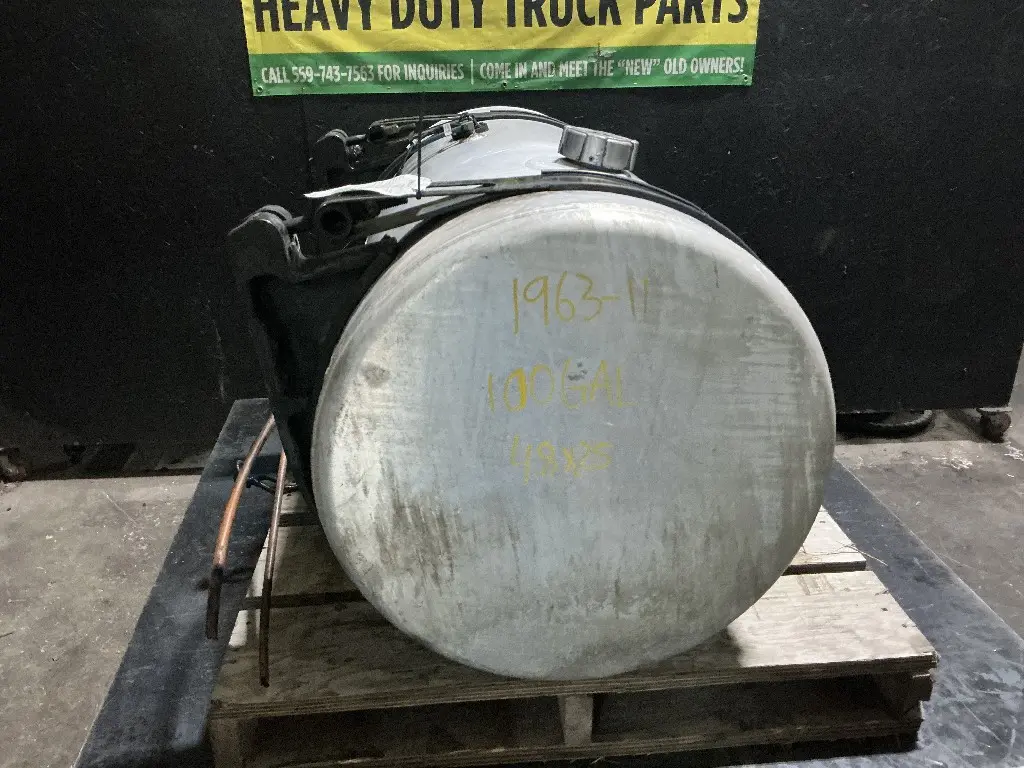 HEAVY DUTY TRUCK PARTS
CALL 559-743-7563 FOR INQUIRIES | COME IN AND MEET THE "NEW" OLD OWNERS!
1963-11
100GAL
48x25